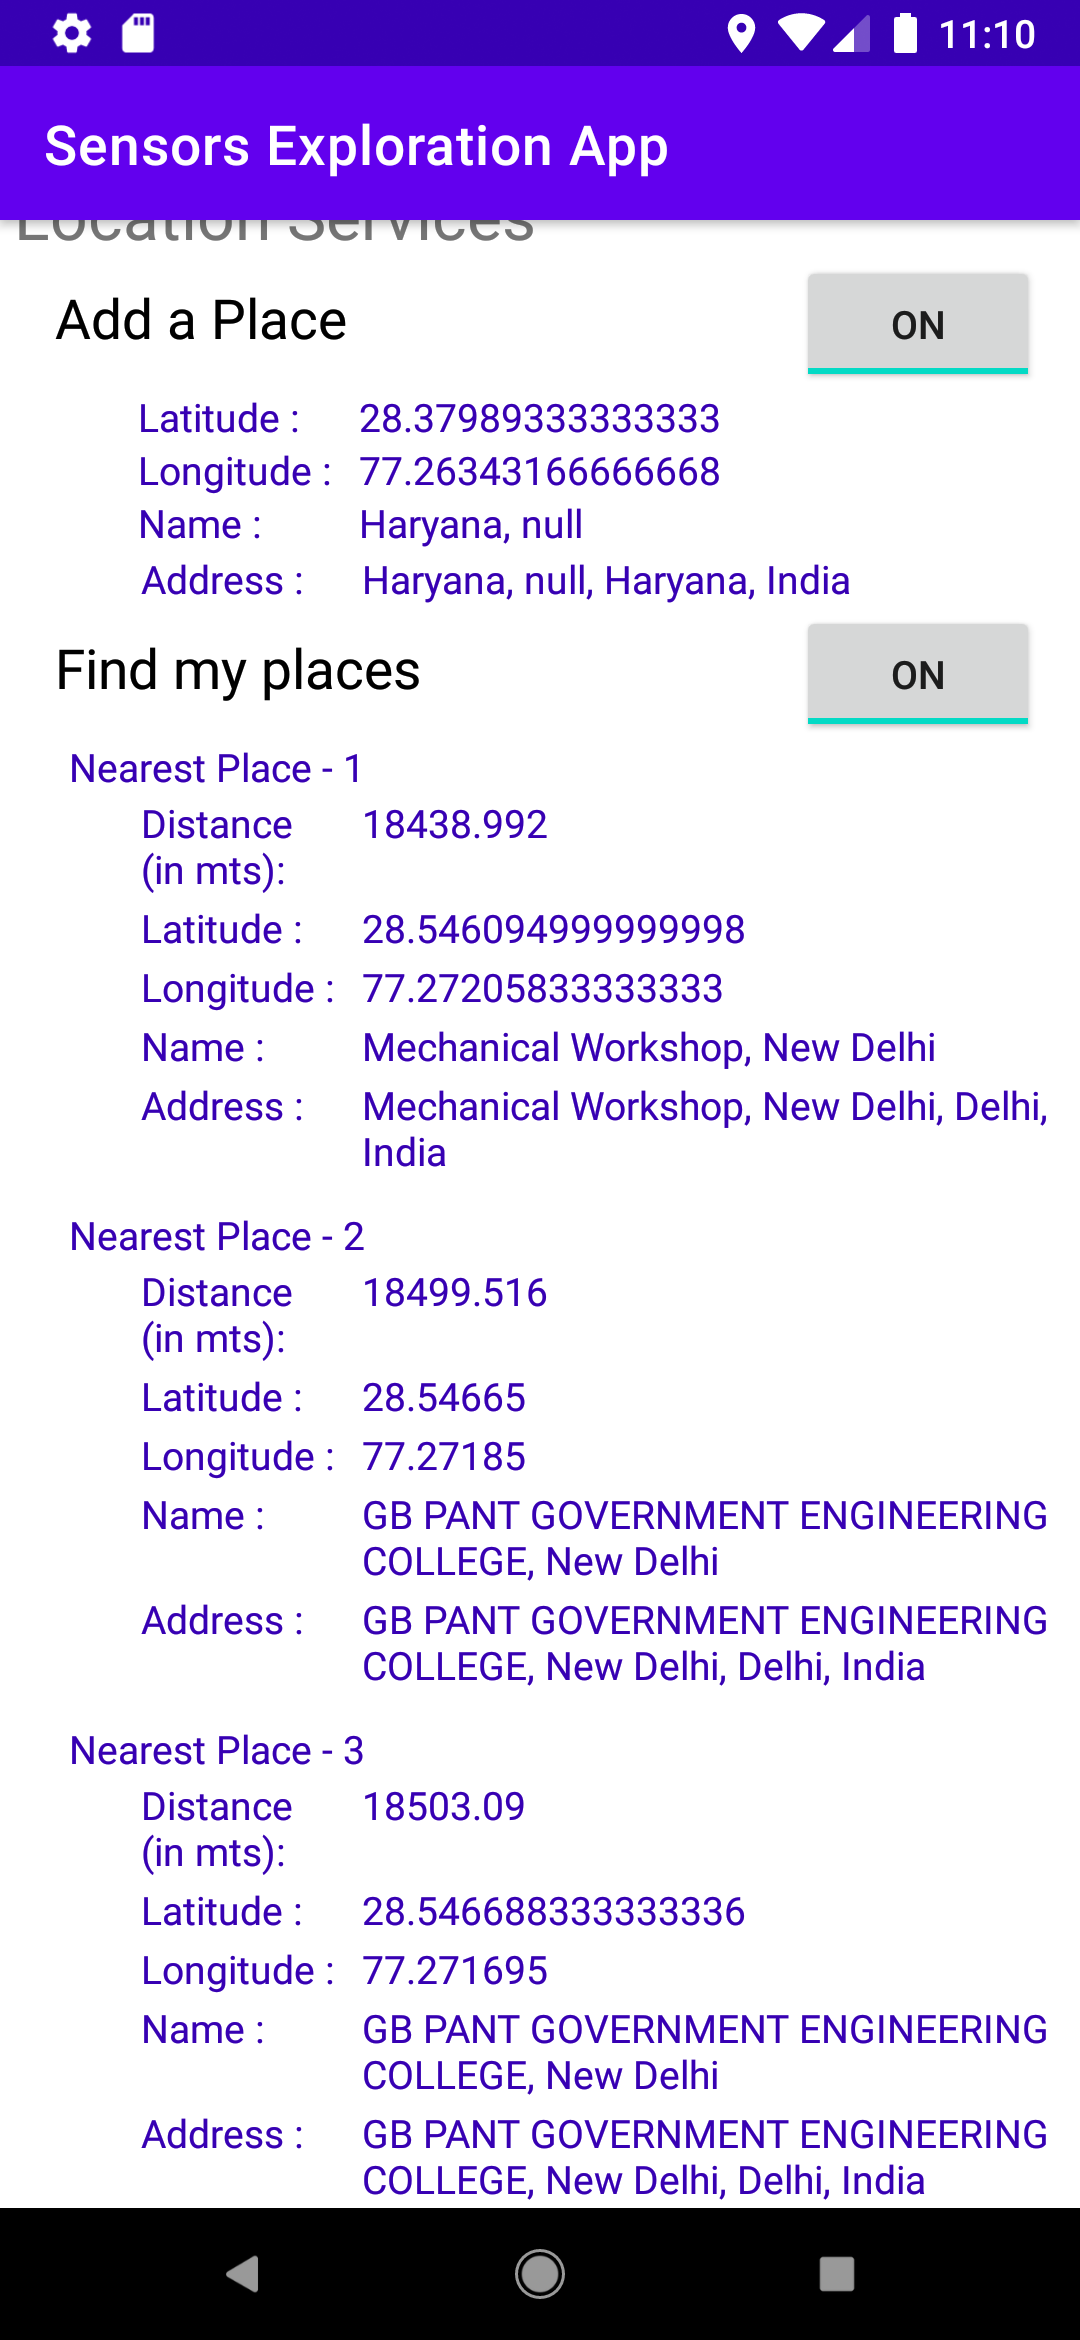 11:10
Sensors Exploration App
Location Services
Add a Place ON
Latitude : 28.37989333333333
Longitude : 77.26343166666668
Name : Haryana, null
Address : Haryana, null, Haryana, India
Find my places ON
Nearest Place - 1
Distance 18438.992
(in mts):
Latitude : 28.546094999999998
Longitude : 77.27205833333333
Name : Mechanical Workshop, New Delhi
Address : Mechanical Workshop, New Delhi, Delhi,
India
Nearest Place - 2
Distance 18499.516
(in mts):
Latitude : 28.54665
Longitude : 77.27185
Name : GB PANT GOVERNMENT ENGINEERING
COLLEGE, New Delhi
Address : GB PANT GOVERNMENT ENGINEERING
COLLEGE, New Delhi, Delhi, India
Nearest Place - 3
Distance 18503.09
(in mts):
Latitude : 28.546688333333336
Longitude : 77.271695
Name : GB PANT GOVERNMENT ENGINEERING
COLLEGE, New Delhi
Address : GB PANT GOVERNMENT ENGINEERING
COLLEGE, New Delhi, Delhi, India